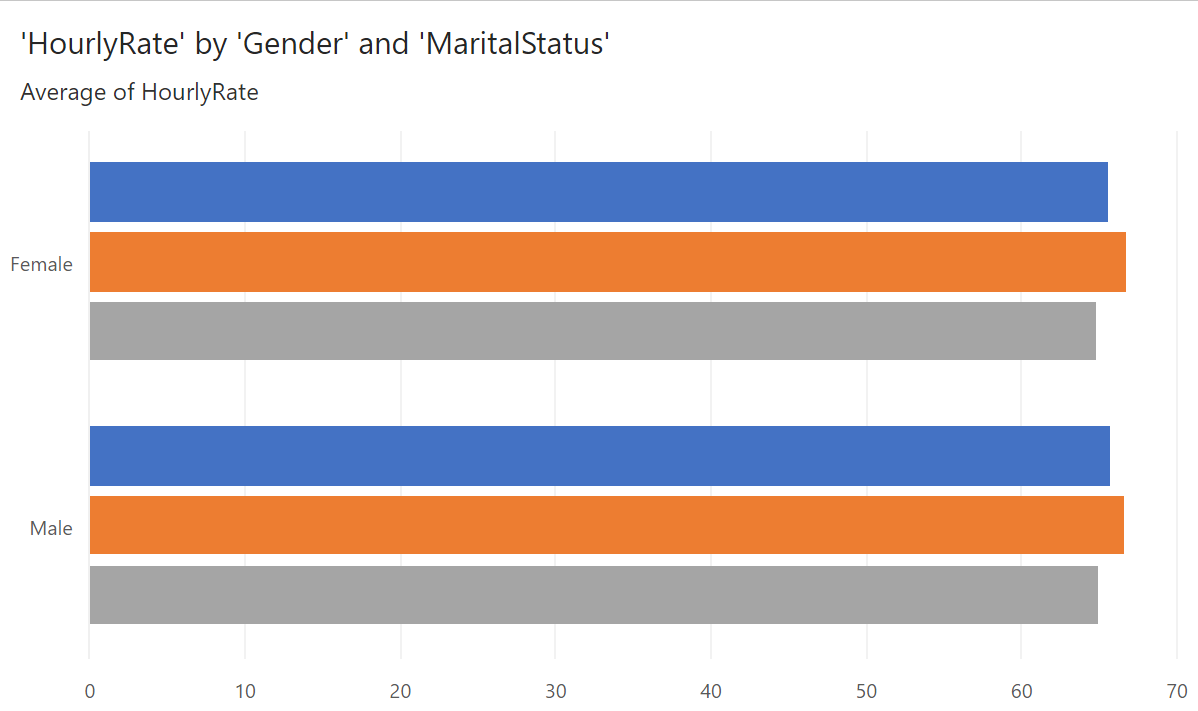 'HourlyRate' by 'Gender' and 'MaritalStatus'
Average of HourlyRate
Female
Male
0 10 20 30 40 50 60 70